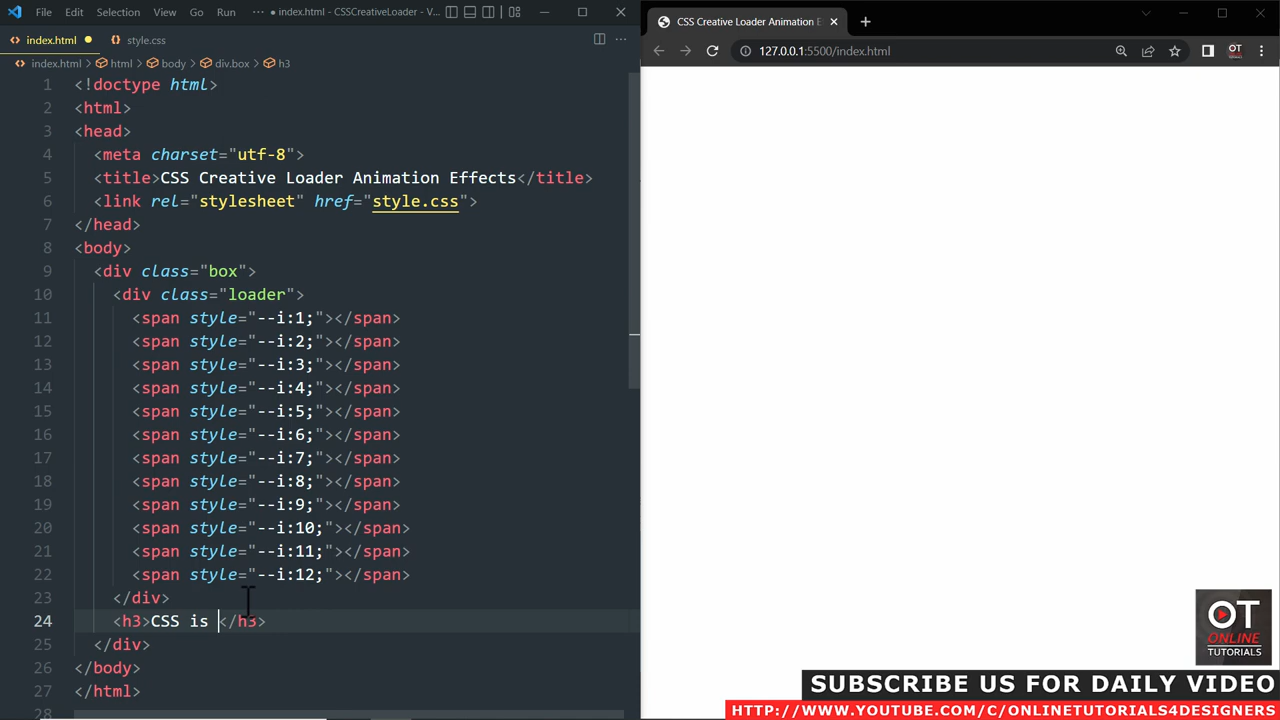 File Edit Selection View Go Run ··· ● index.html - CSSCreativeLoader - V...
index.html ● style.css
index.html > html > body > div.box > h3
1 <!doctype html>
2 <html>
3 <head>
4 <meta charset="utf-8">
5 <title>CSS Creative Loader Animation Effects</title>
6 <link rel="stylesheet" href="style.css">
7 </head>
8 <body>
9 <div class="box">
10 <div class="loader">
11 <span style="--i:1;"></span>
12 <span style="--i:2;"></span>
13 <span style="--i:3;"></span>
14 <span style="--i:4;"></span>
15 <span style="--i:5;"></span>
16 <span style="--i:6;"></span>
17 <span style="--i:7;"></span>
18 <span style="--i:8;"></span>
19 <span style="--i:9;"></span>
20 <span style="--i:10;"></span>
21 <span style="--i:11;"></span>
22 <span style="--i:12;"></span>
23 </div>
24 <h3>CSS is </h3>
25 </div>
26 </body>
27 </html>
28
CSS Creative Loader Animation E
127.0.0.1:5500/index.html
OT
OT
ONLINE
TUTORIALS
SUBSCRIBE US FOR DAILY VIDEO
HTTP://WWW.YOUTUBE.COM/C/ONLINETUTORIALS4DESIGNERS